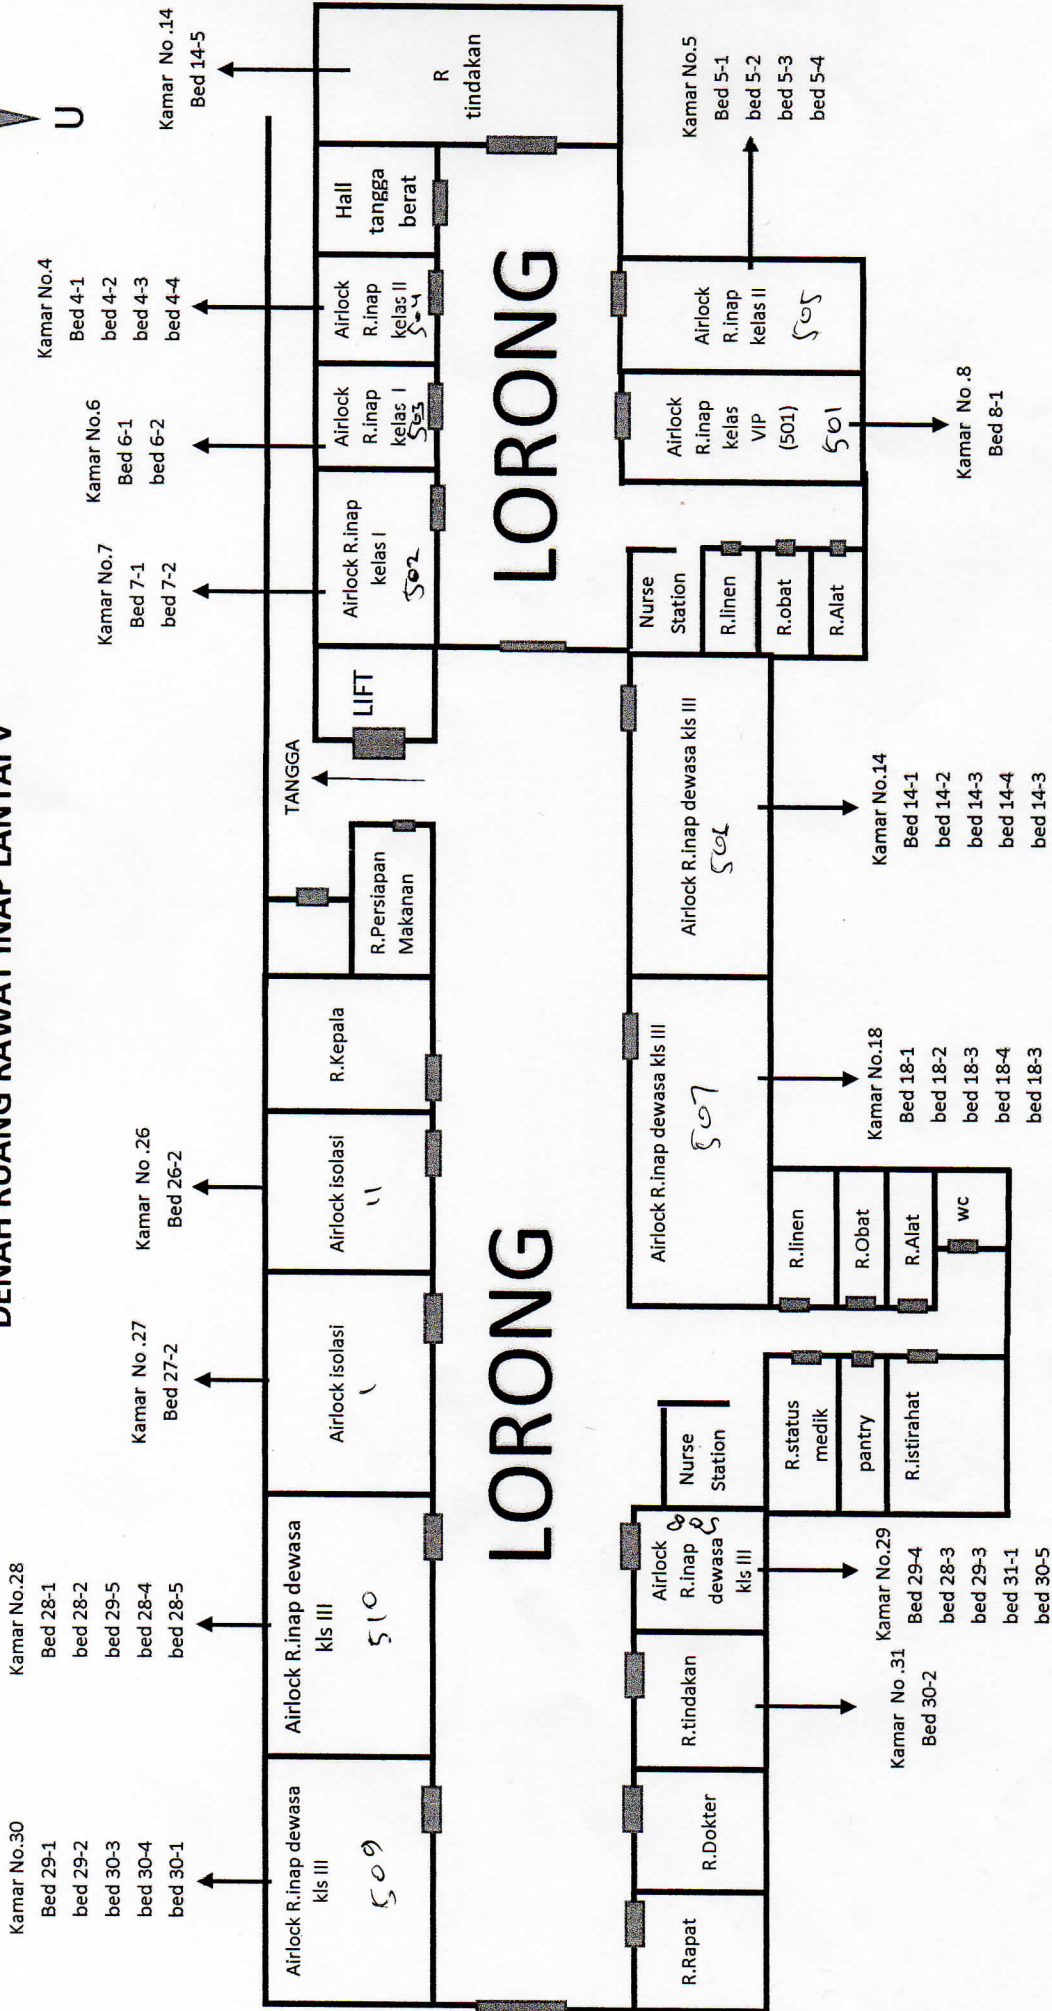 DENAH RUANG RAWAT INAP LANTAI V
U
Kamar No.30
Bed 29-1
bed 29-2
bed 30-3
bed 30-4
bed 30-1
Kamar No.28
Bed 28-1
bed 28-2
bed 29-5
bed 28-4
bed 28-5
Kamar No .27
Bed 27-2
Kamar No .26
Bed 26-2
Kamar No.7
Bed 7-1
bed 7-2
Kamar No.6
Bed 6-1
bed 6-2
Kamar No.4
Bed 4-1
bed 4-2
bed 4-3
bed 4-4
Kamar No .14
Bed 14-5
Airlock R.inap dewasa
kls III
509
Airlock R.inap dewasa
kls III
510
Airlock isolasi
I
Airlock isolasi
II
R.Kepala
R.Persiapan
Makanan
TANGGA
LIFT
Airlock R.inap
kelas I
502
Airlock
R.inap
kelas I
503
Airlock
R.inap
kelas II
504
Hall
tangga
berat
R
tindakan
LORONG
LORONG
R.Rapat
R.Dokter
R.tindakan
Airlock
R.inap
dewasa
kls III
508
Nurse
Station
R.status
medik
pantry
R.istirahat
R.linen
R.Obat
R.Alat
wc
Airlock R.inap dewasa kls III
507
Airlock R.inap dewasa kls III
506
Nurse
Station
R.linen
R.obat
R.Alat
Airlock
R.inap
kelas
VIP
(501)
501
Airlock
R.inap
kelas II
505
Kamar No .31
Bed 30-2
Kamar No.29
Bed 29-4
bed 28-3
bed 29-3
bed 31-1
bed 30-5
Kamar No.18
Bed 18-1
bed 18-2
bed 18-3
bed 18-4
bed 18-3
Kamar No.14
Bed 14-1
bed 14-2
bed 14-3
bed 14-4
bed 14-3
Kamar No .8
Bed 8-1
Kamar No.5
Bed 5-1
bed 5-2
bed 5-3
bed 5-4